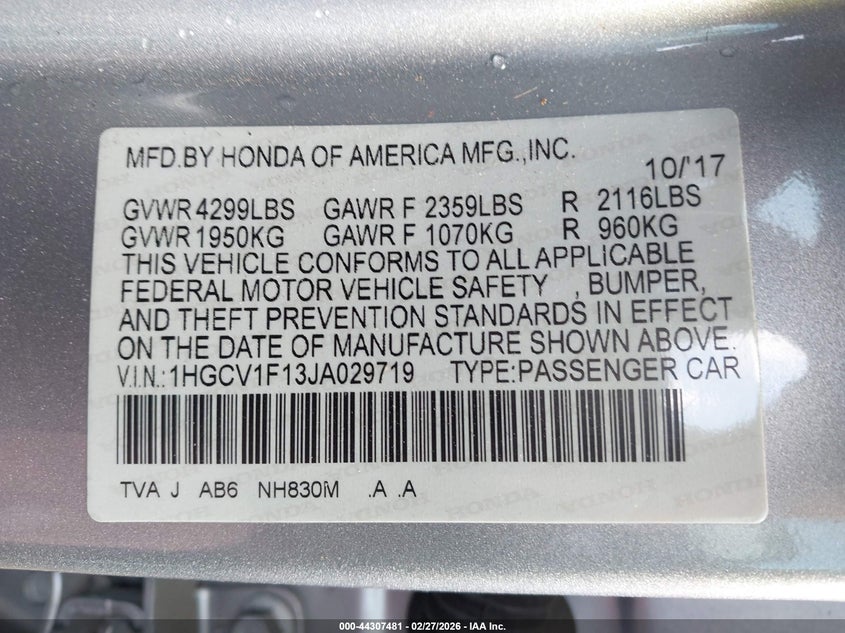 MFD.BY HONDA OF AMERICA MFG.,INC.
10/'17
GVWR 4299LBS GAWR F 2359LBS R 2116LBS
GVWR 1950KG GAWR F 1070KG R 960KG
THIS VEHICLE CONFORMS TO ALL APPLICABLE
FEDERAL MOTOR VEHICLE SAFETY , BUMPER,
AND THEFT PREVENTION STANDARDS IN EFFECT
ON THE DATE OF MANUFACTURE SHOWN ABOVE.
V.I.N.:1HGCV1F13JA029719 TYPE:PASSENGER CAR
TVA J AB6 NH830M .A .A
000-44307481 - 02/27/2026 - IAA Inc.